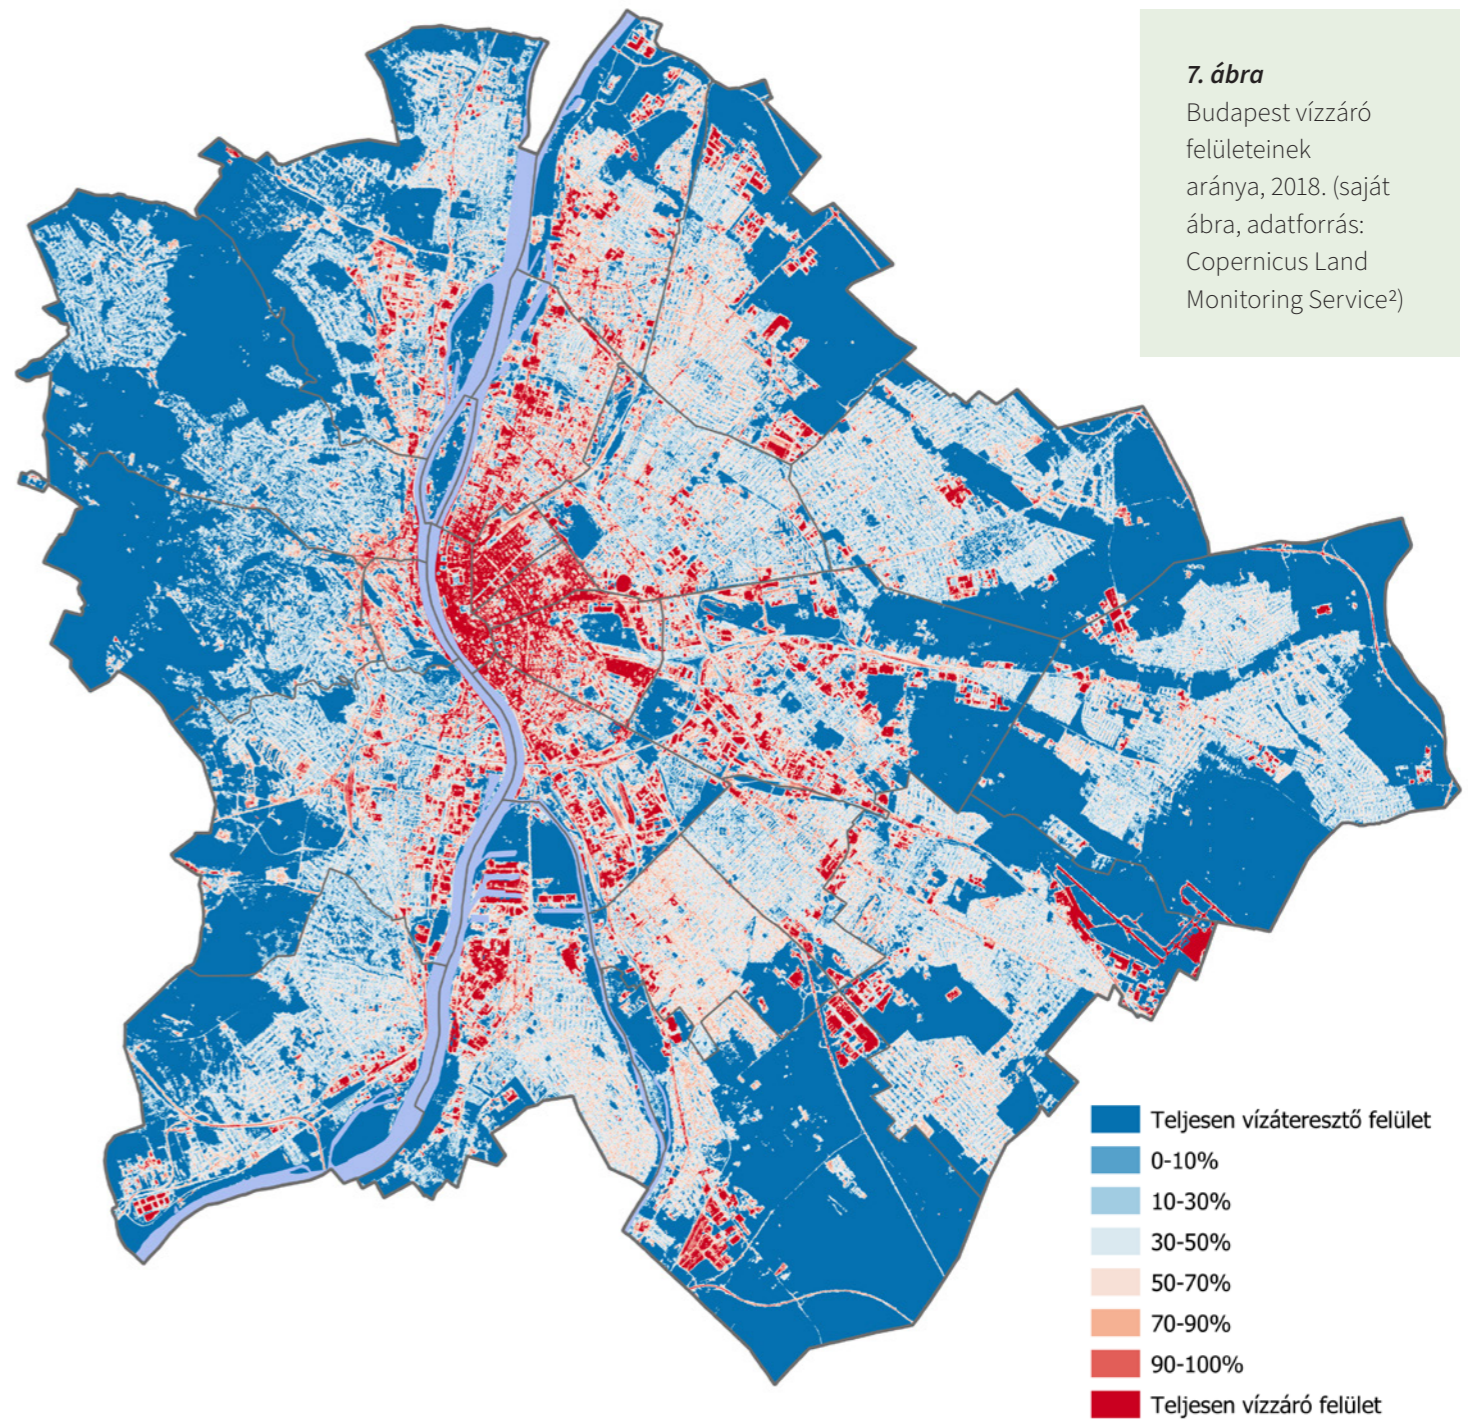 7. ábra
Budapest vízzáró
felületeinek
aránya, 2018. (saját
ábra, adatforrás:
Copernicus Land
Monitoring Service²)
Teljesen vízáteresztő felület
0-10%
10-30%
30-50%
50-70%
70-90%
90-100%
Teljesen vízzáró felület